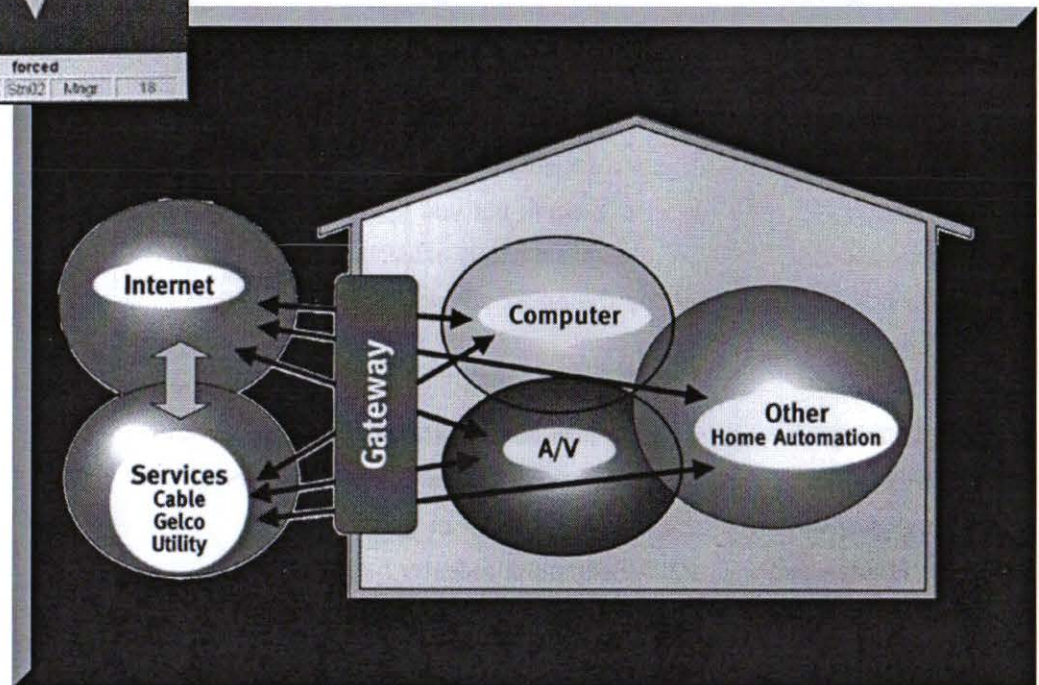 forced
Stn02 Mngr 18
Internet
Services
Cable
Gelco
Utility
Gateway
Computer
A/V
Other
Home Automation